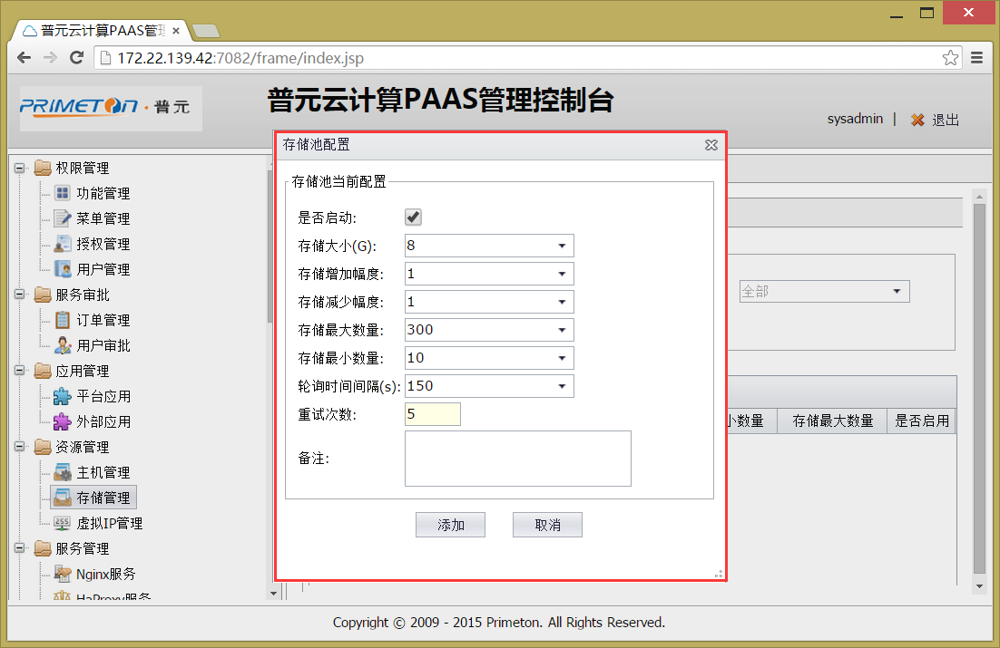 普元云计算PAAS管理
172.22.139.42:7082/frame/index.jsp
PRIMETON · 普元
普元云计算PAAS管理控制台
sysadmin | 退出
权限管理
功能管理
菜单管理
授权管理
用户管理
服务审批
订单管理
用户审批
应用管理
平台应用
外部应用
资源管理
主机管理
存储管理
虚拟IP管理
服务管理
Nginx服务
HaProxy服务
存储池配置
存储池当前配置
是否启动:
存储大小(G): 8
存储增加幅度: 1
存储减少幅度: 1
存储最大数量: 300
存储最小数量: 10
轮询时间间隔(s): 150
重试次数: 5
备注:
添加 取消
全部
小数量 存储最大数量 是否启用
Copyright © 2009 - 2015 Primeton. All Rights Reserved.